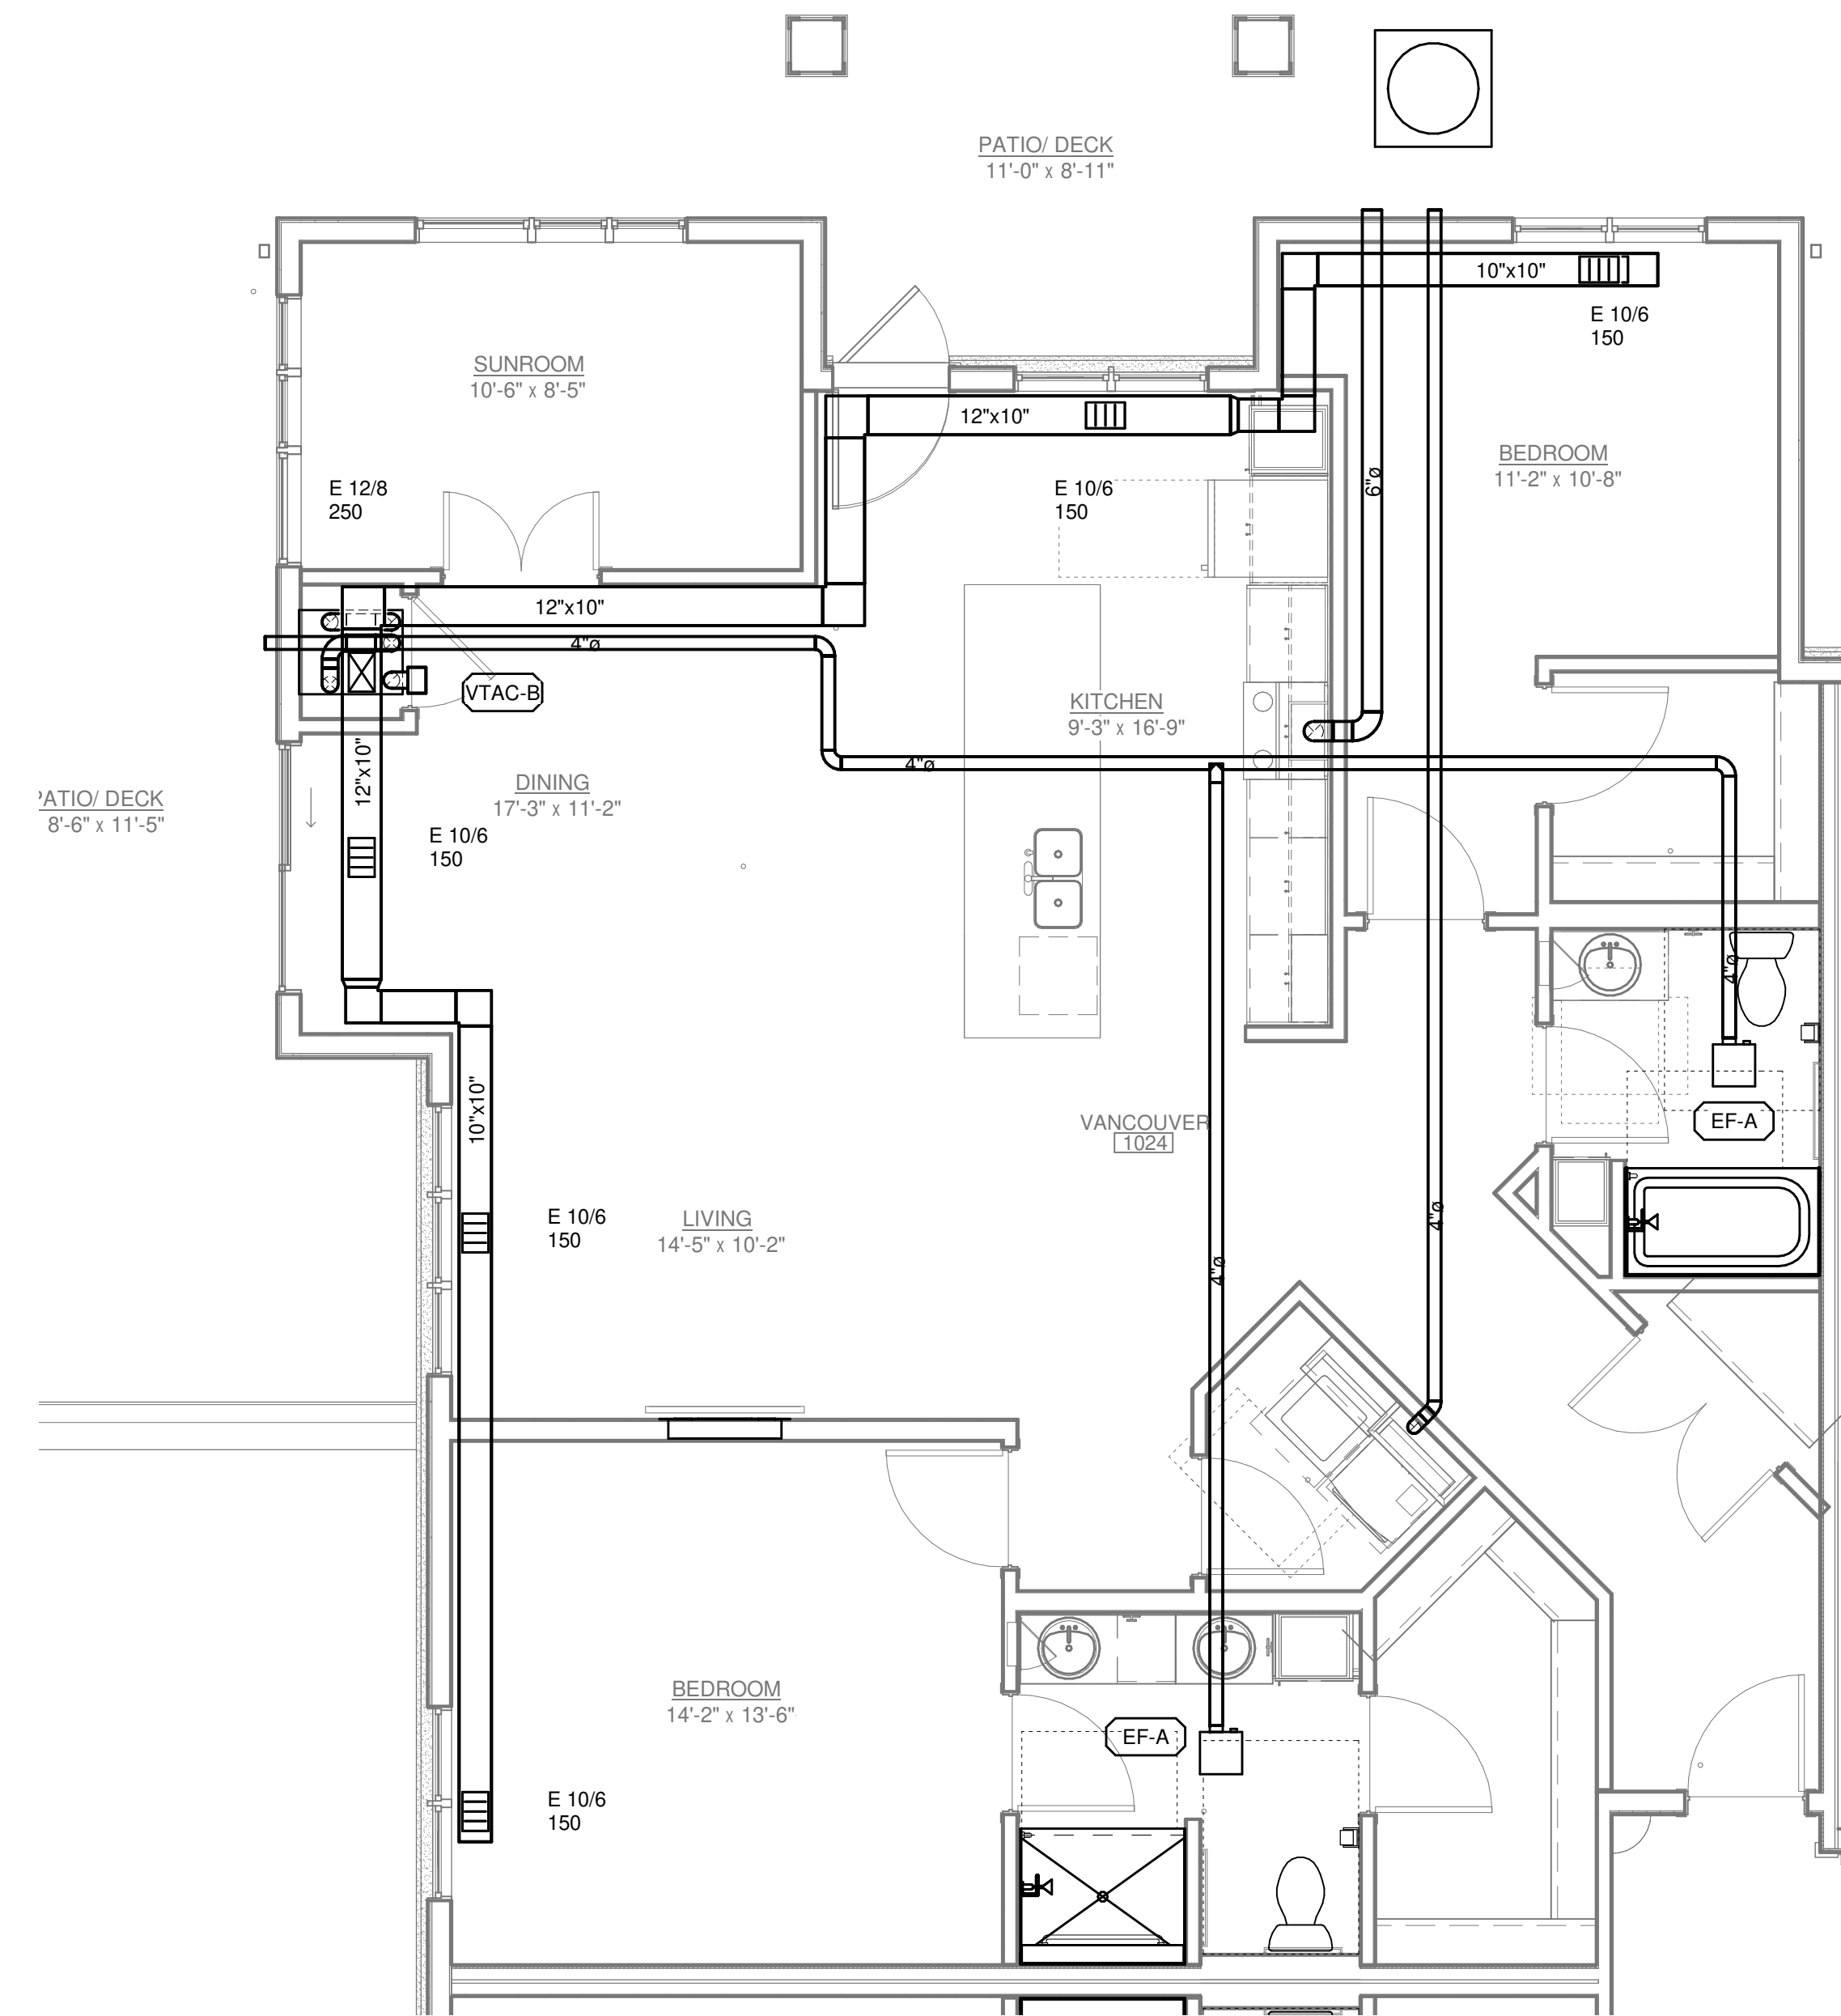 PATIO/ DECK
11'-0" x 8'-11"
10"x10"
E 10/6
150
SUNROOM
10'-6" x 8'-5"
12"x10"
BEDROOM
11'-2" x 10'-8"
6"ø
E 12/8
250
E 10/6
150
12"x10"
4"ø
VTAC-B
KITCHEN
9'-3" x 16'-9"
4"ø
12"x10"
DINING
17'-3" x 11'-2"
PATIO/ DECK
8'-6" x 11'-5"
E 10/6
150
4"ø
10"x10"
VANCOUVER
1024
EF-A
E 10/6
150
LIVING
14'-5" x 10'-2"
4"ø
4"ø
BEDROOM
14'-2" x 13'-6"
EF-A
E 10/6
150